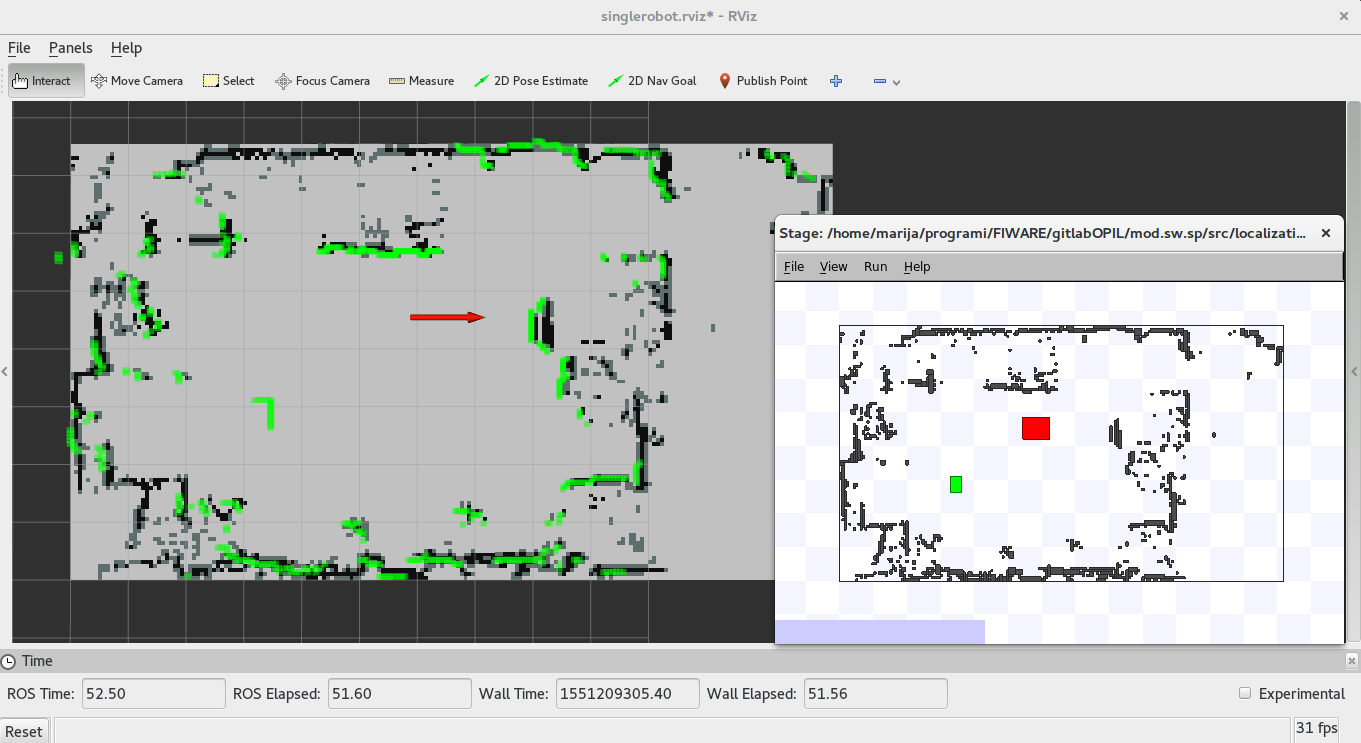 singlerobot.rviz* - RViz
File Panels Help
Interact Move Camera Select Focus Camera Measure 2D Pose Estimate 2D Nav Goal Publish Point
Stage: /home/marija/programi/FIWARE/gitlabOPIL/mod.sw.sp/src/localizati...
File View Run Help
Time
ROS Time: 52.50 ROS Elapsed: 51.60 Wall Time: 1551209305.40 Wall Elapsed: 51.56 Experimental
Reset 31 fps